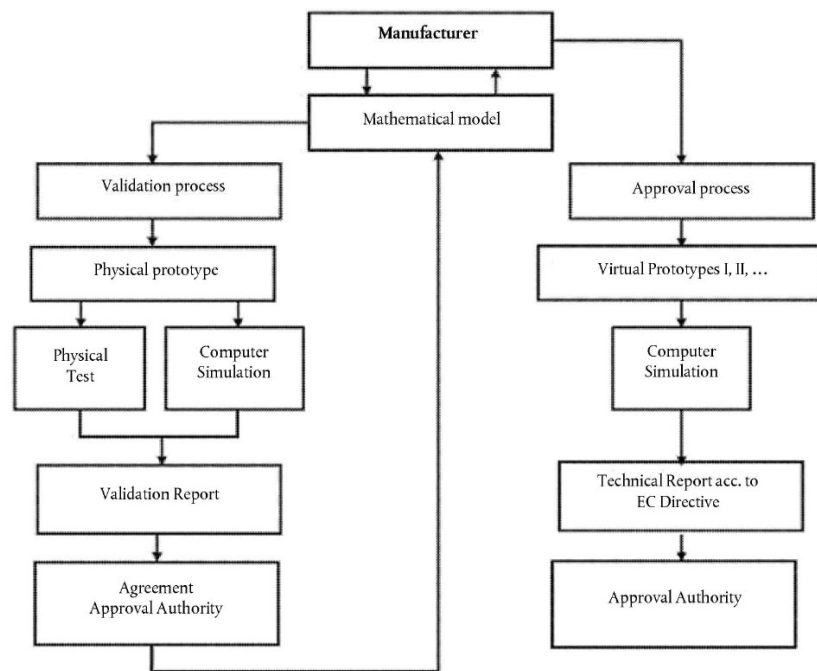 Manufacturer
Mathematical model
Validation process
Approval process
Physical prototype
Virtual Prototypes I, II, ...
Physical
Test
Computer
Simulation
Computer
Simulation
Validation Report
Technical Report acc. to
EC Directive
Agreement
Approval Authority
Approval Authority